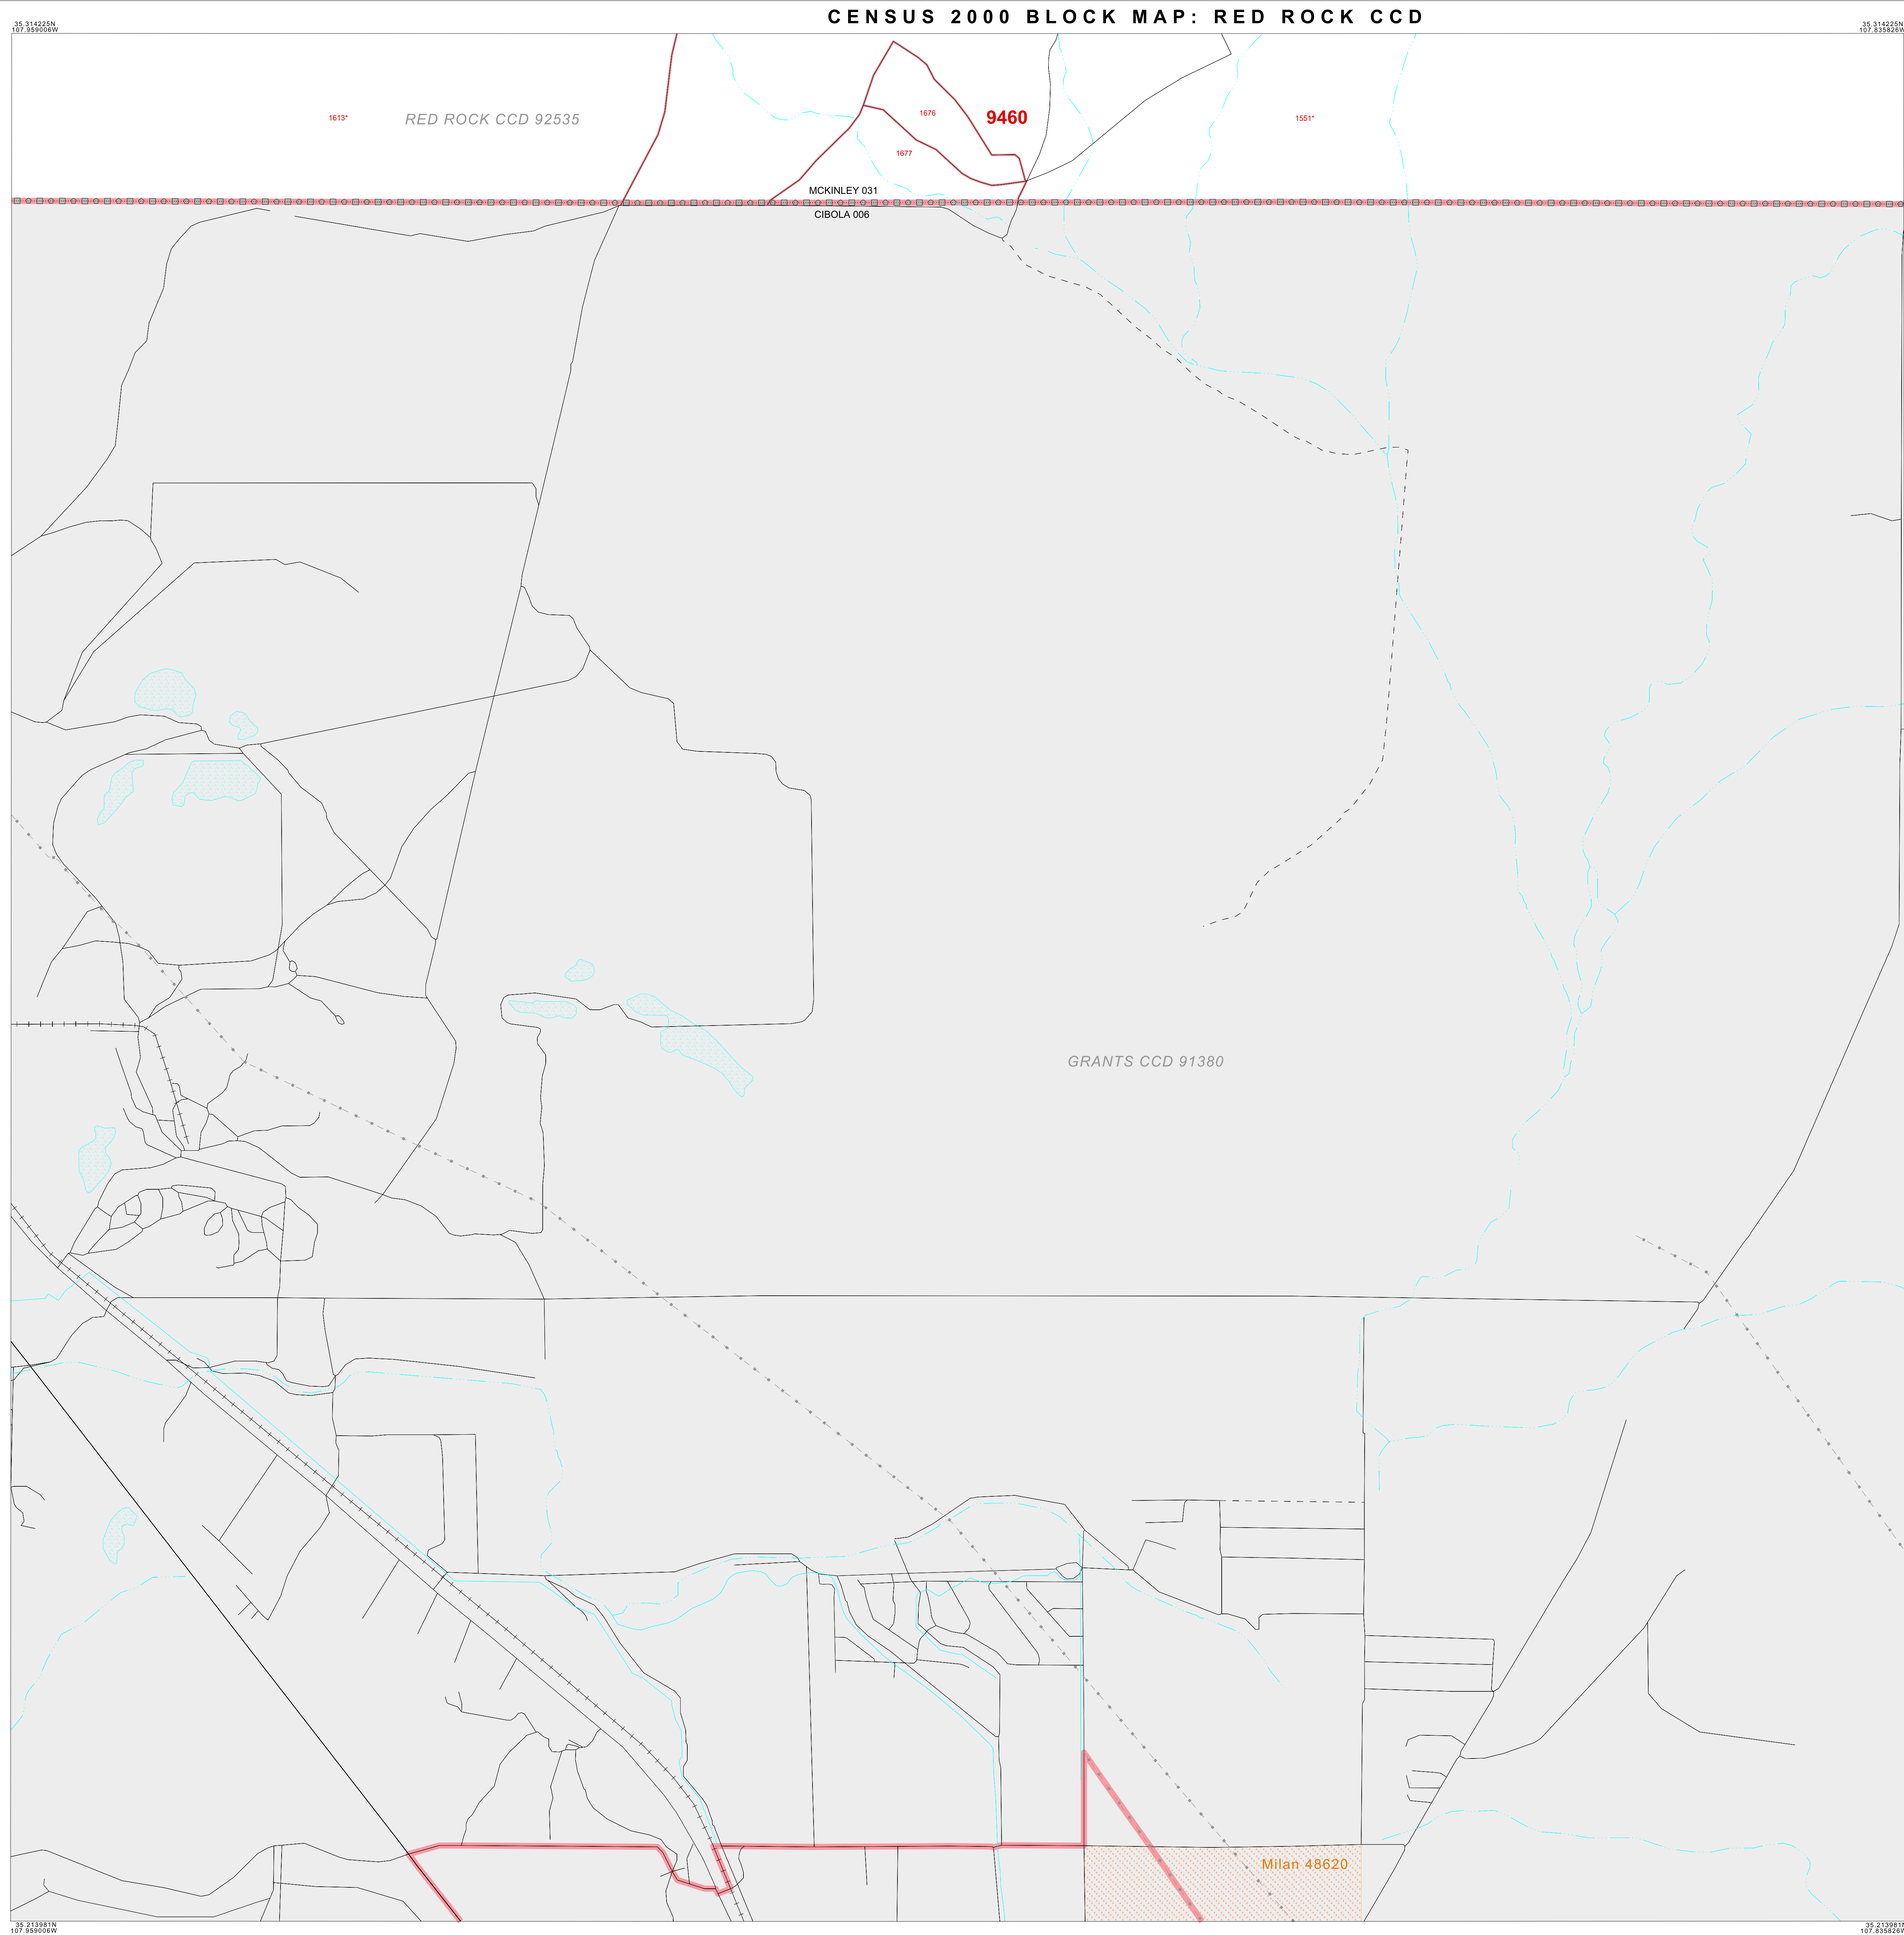 CENSUS 2000 BLOCK MAP: RED ROCK CCD
35.314225N
107.959006W
35.314225N
107.835826W
1613*
RED ROCK CCD 92535
1676
9460
1551*
1677
MCKINLEY 031
CIBOLA 006
GRANTS CCD 91380
Milan 48620
35.213981N
107.959006W
35.213981N
107.835826W